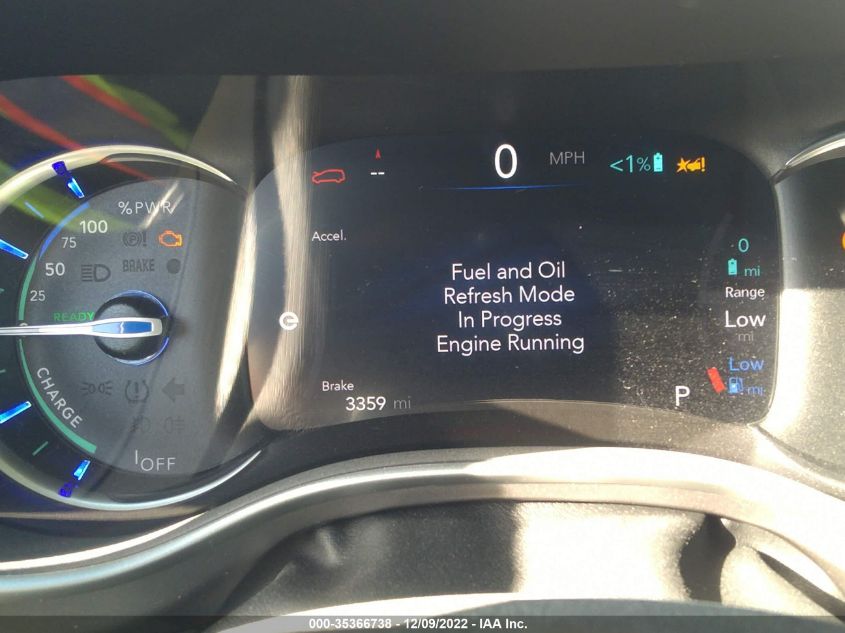 0 MPH
<1%
%PWR
100
75
50
25
BRAKE
READY
0
CHARGE
OFF
Accel.
Fuel and Oil
Refresh Mode
In Progress
Engine Running
Brake
3359 mi
0
mi
Range
Low
mi
Low
mi
P
000-35366738 - 12/09/2022 - IAA Inc.